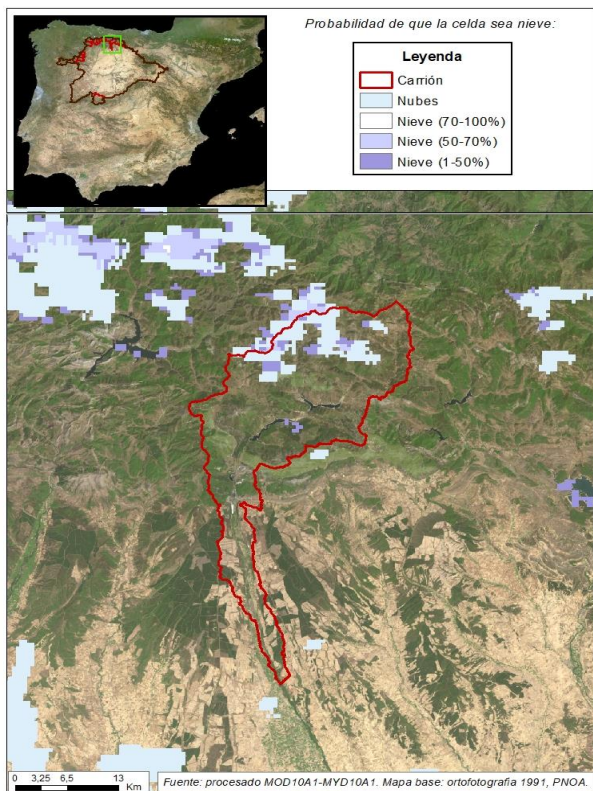 Probabilidad de que la celda sea nieve:
Leyenda
Carrión
Nubes
Nieve (70-100%)
Nieve (50-70%)
Nieve (1-50%)
0 3,25 6,5 13
Km
Fuente: procesado MOD10A1-MYD10A1. Mapa base: ortofotografia 1991, PNOA.